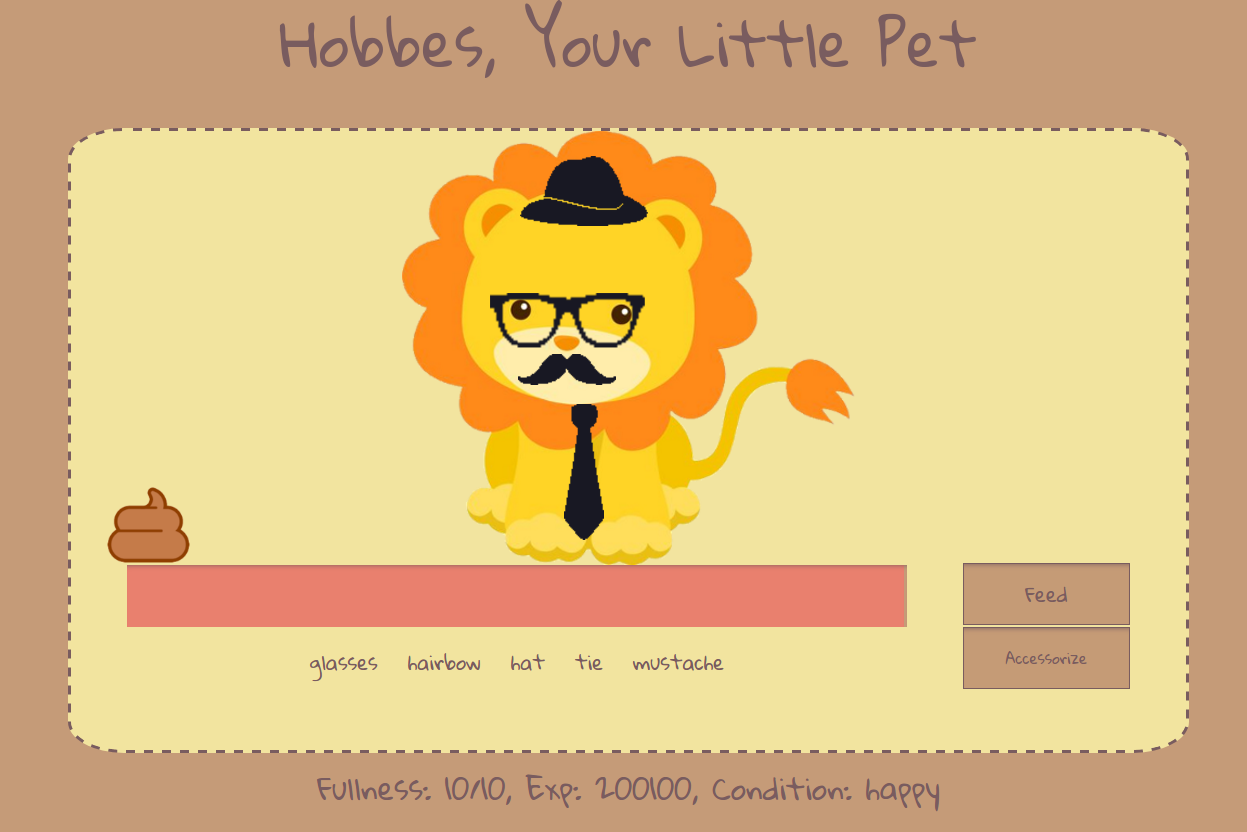 Hobbes, Your Little Pet
Feed
Accessorize
glasses hairbow hat tie mustache
Fullness: 10/10, Exp: 200100, Condition: happy